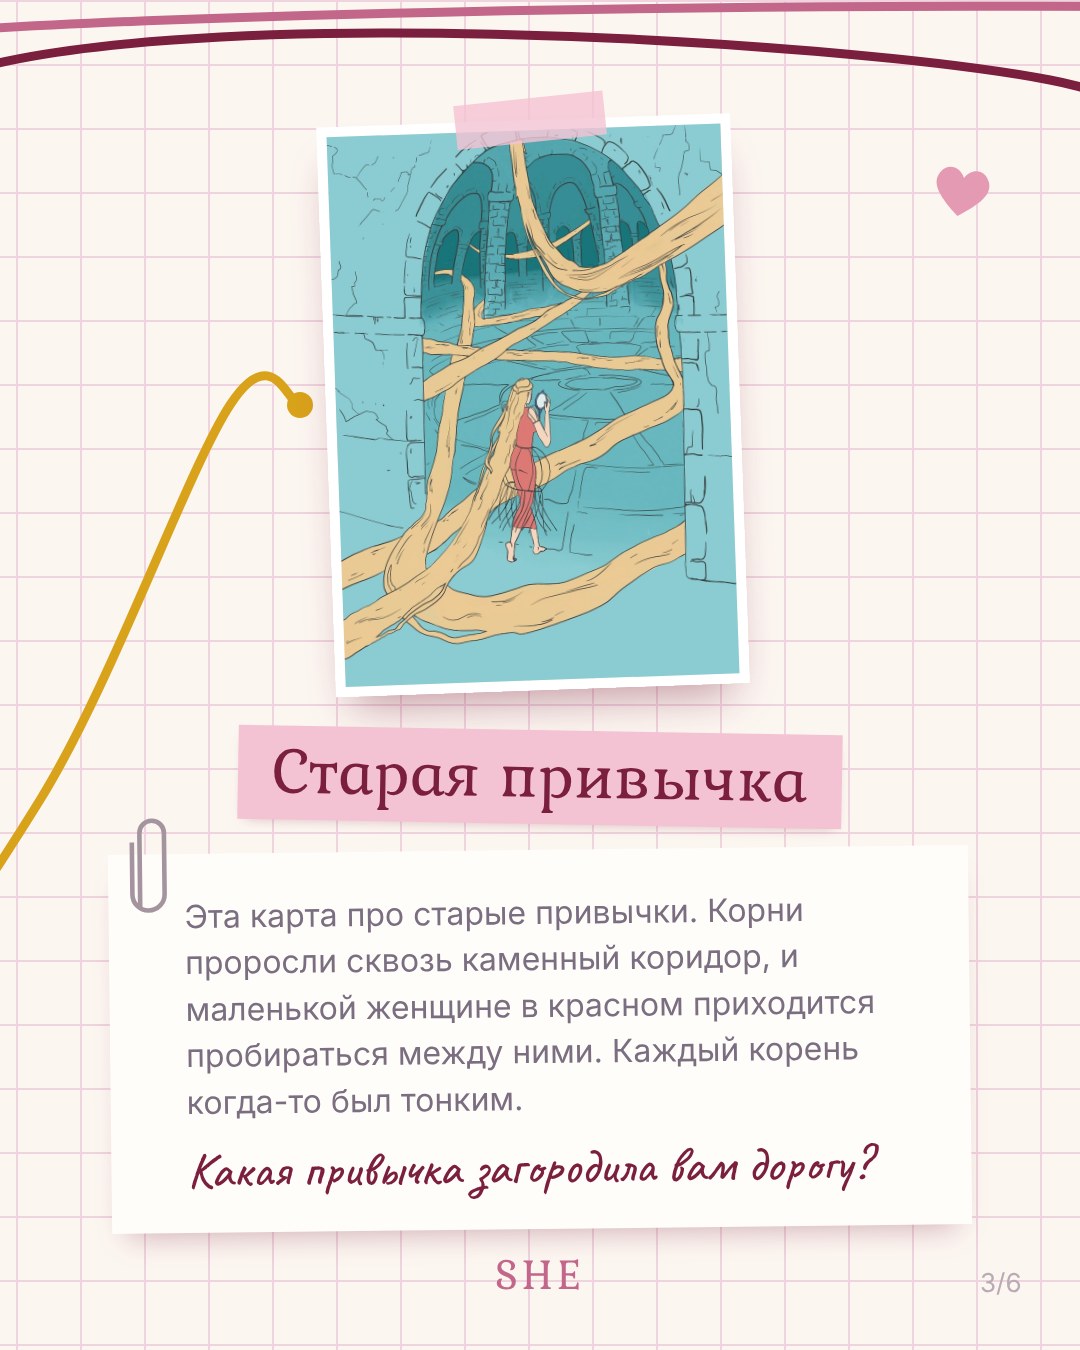 Старая привычка
Эта карта про старые привычки. Корни
проросли сквозь каменный коридор, и
маленькой женщине в красном приходится
пробираться между ними. Каждый корень
когда-то был тонким.
Какая привычка загородила вам дорогу?
SHE
3/6